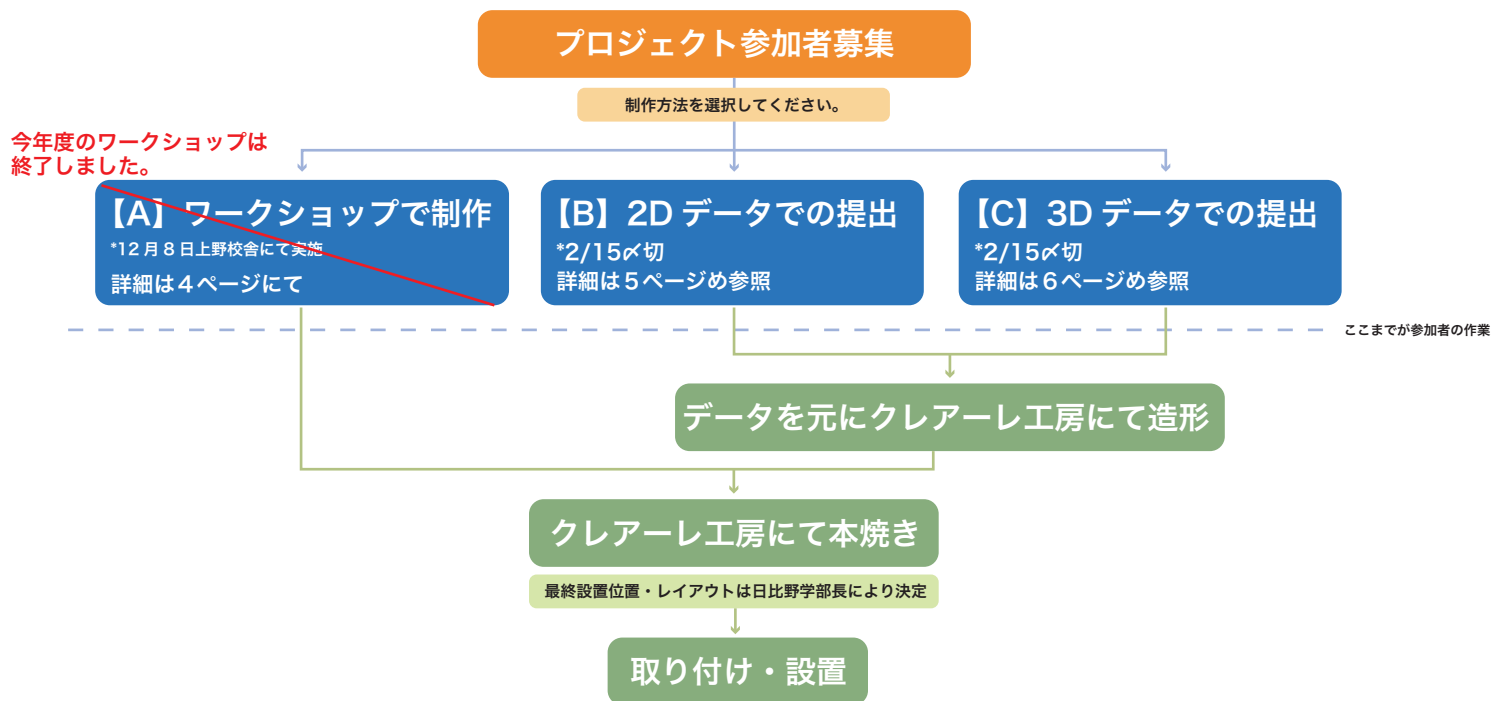 プロジェクト参加者募集
制作方法を選択してください。
今年度のワークショップは
終了しました。
【A】ワークショップで制作
*12月8日上野校舎にて実施
詳細は4ページにて
【B】2Dデータでの提出
*2/15〆切
詳細は5ページめ参照
【C】3Dデータでの提出
*2/15〆切
詳細は6ページめ参照
ここまでが参加者の作業
データを元にクレアーレ工房にて造形
クレアーレ工房にて本焼き
最終設置位置・レイアウトは日比野学部長により決定
取り付け・設置